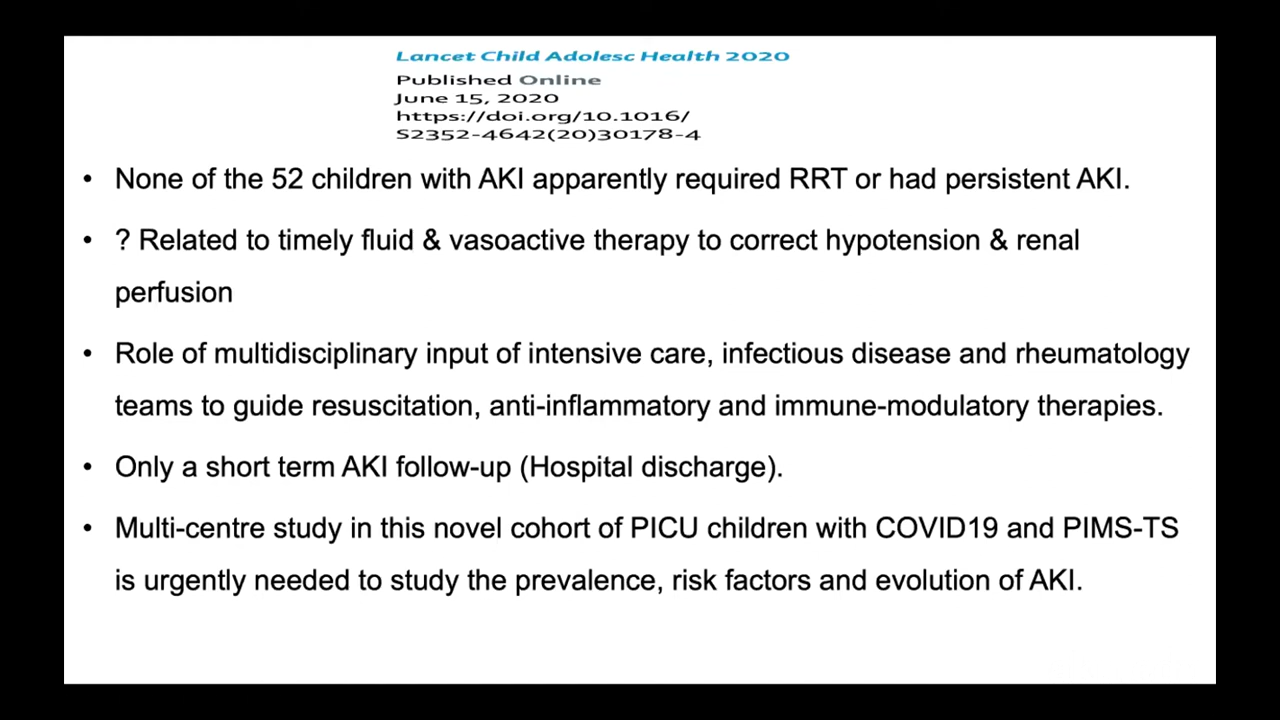 Lancet Child Adolesc Health 2020
Published Online
June 15, 2020
https://doi.org/10.1016/
S2352-4642(20)30178-4
• None of the 52 children with AKI apparently required RRT or had persistent AKI.
• ? Related to timely fluid & vasoactive therapy to correct hypotension & renal
perfusion
• Role of multidisciplinary input of intensive care, infectious disease and rheumatology
teams to guide resuscitation, anti-inflammatory and immune-modulatory therapies.
• Only a short term AKI follow-up (Hospital discharge).
• Multi-centre study in this novel cohort of PICU children with COVID19 and PIMS-TS
is urgently needed to study the prevalence, risk factors and evolution of AKI.